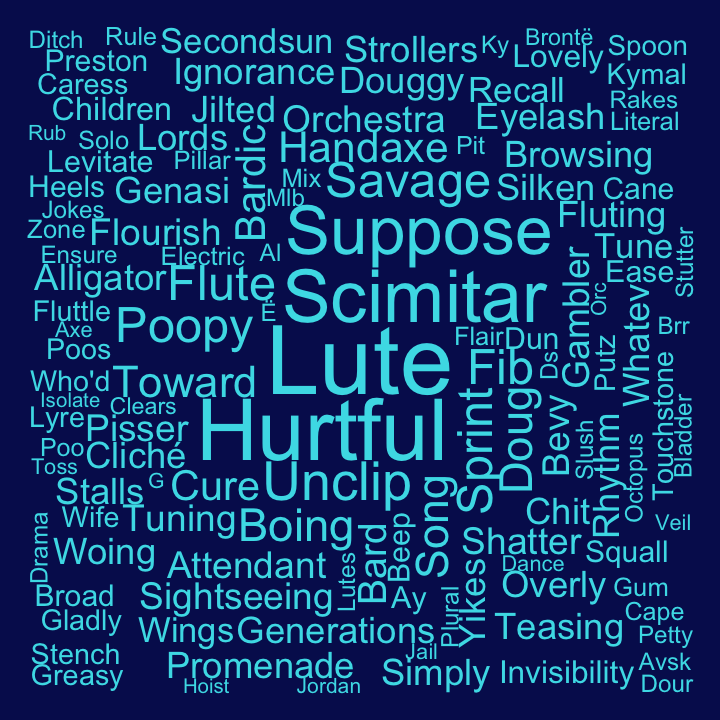 Ditch Rule Secondsun Strollers Ky Brontë
Preston Lovely Spoon
Caress Ignorance Douggy Recall Kymal
Children Jilted Orchestra Eyelash Rakes
Rub Solo Lords Handaxe Pit Literal
Levitate Pillar Bardic Browsing
Heels Genasi Mix Savage Silken Cane
Jokes Mlb Fluting
Zone Flourish Suppose Tune Stutter
Ensure Electric Al Ease
Alligator Flute Scimitar Gambler Orc Whatev
Fluttle Poopy Ë Brr
Axe Flair Dun
Poos Lute Fib Ds Putz
Who'd Toward Touchstone
Isolate Clears Hurtful Sprint Doug Bevy Bladder
Lyre Pisser Rhythm
Poo Cliché Slush Octopus
Toss G Cure Unclip
Stalls Song Chit
Wife Tuning Boing Bard Beep Veil
Drama Woing Shatter Squall
Attendant Dance
Broad Sightseeing Lutes Ay Yikes Overly Gum
Gladly Plural Cape
Wings Generations Teasing Petty
Stench Promenade Jail Simply Invisibility Avsk
Greasy Hoist Jordan Dour